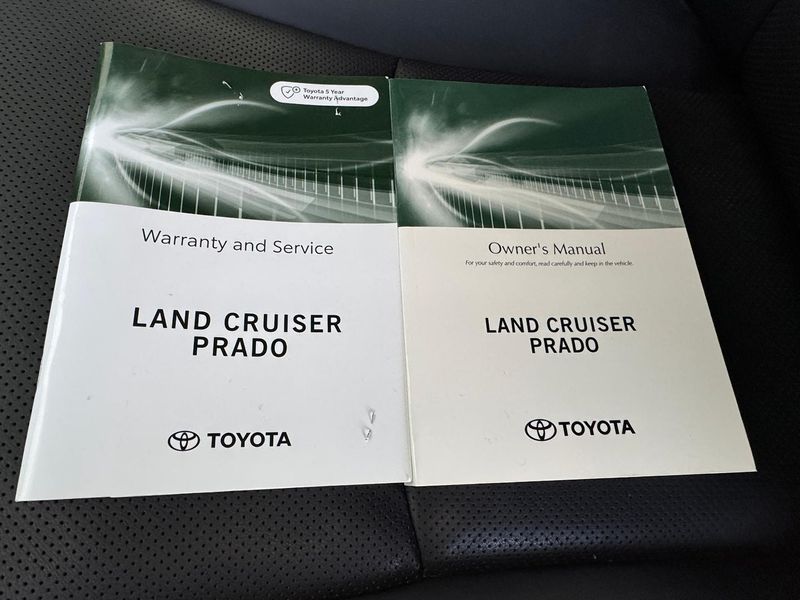 Toyota 5 Year
Warranty Advantage
Warranty and Service
LAND CRUISER
PRADO
TOYOTA
Owner's Manual
For your safety and comfort, read carefully and keep in the vehicle.
LAND CRUISER
PRADO
TOYOTA